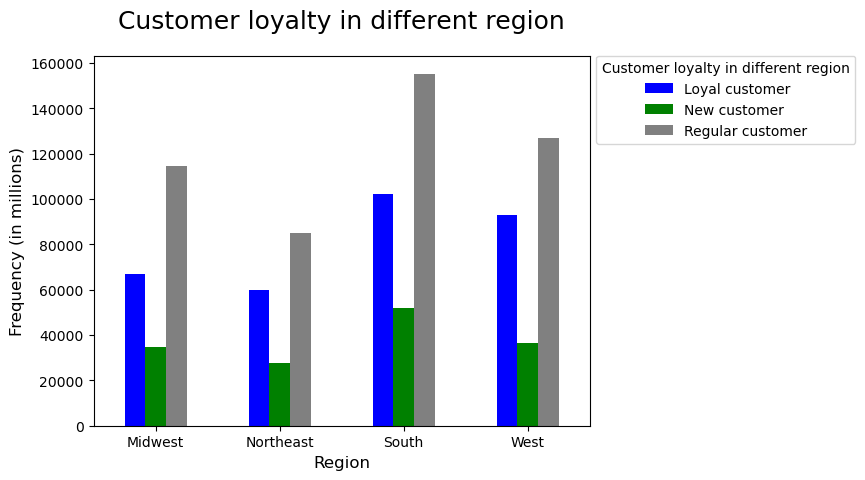 Customer loyalty in different region
Frequency (in millions)
160000
140000
120000
100000
80000
60000
40000
20000
0
Midwest Northeast South West
Region
Customer loyalty in different region
Loyal customer
New customer
Regular customer